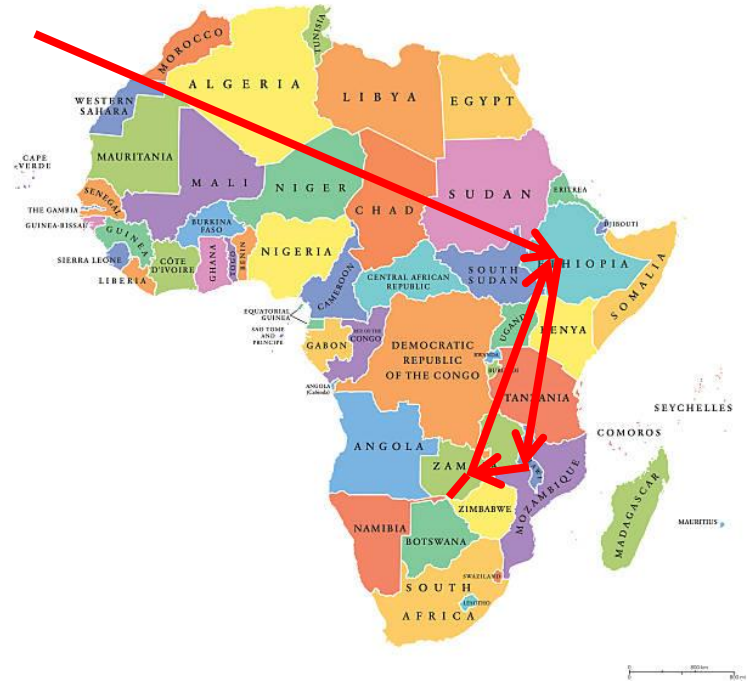 MOROCCO
TUNISIA
ALGERIA
LIBYA
EGYPT
WESTERN
SAHARA
MAURITANIA
MALI
NIGER
CHAD
SUDAN
ERITREA
DJIBOUTI
CAPE
VERDE
SENEGAL
THE GAMBIA
GUINEA-BISSAU
GUINEA
SIERRA LEONE
LIBERIA
CÔTE
D'IVOIRE
BURKINA
FASO
GHANA
TOGO
BENIN
NIGERIA
CAMEROON
CENTRAL AFRICAN
REPUBLIC
SOUTH
SUDAN
ETHIOPIA
SOMALIA
EQUATORIAL
GUINEA
SAO TOME
AND
PRINCIPE
GABON
REP. OF THE
CONGO
DEMOCRATIC
REPUBLIC
OF THE CONGO
UGANDA
KENYA
RWANDA
TANZANIA
ANGOLA
(Cabinda)
ANGOLA
SEYCHELLES
COMOROS
MOZAMBIQUE
ZIMBABWE
MADAGASCAR
MAURITIUS
NAMIBIA
BOTSWANA
SWAZILAND
LESOTHO
SOUTH
AFRICA